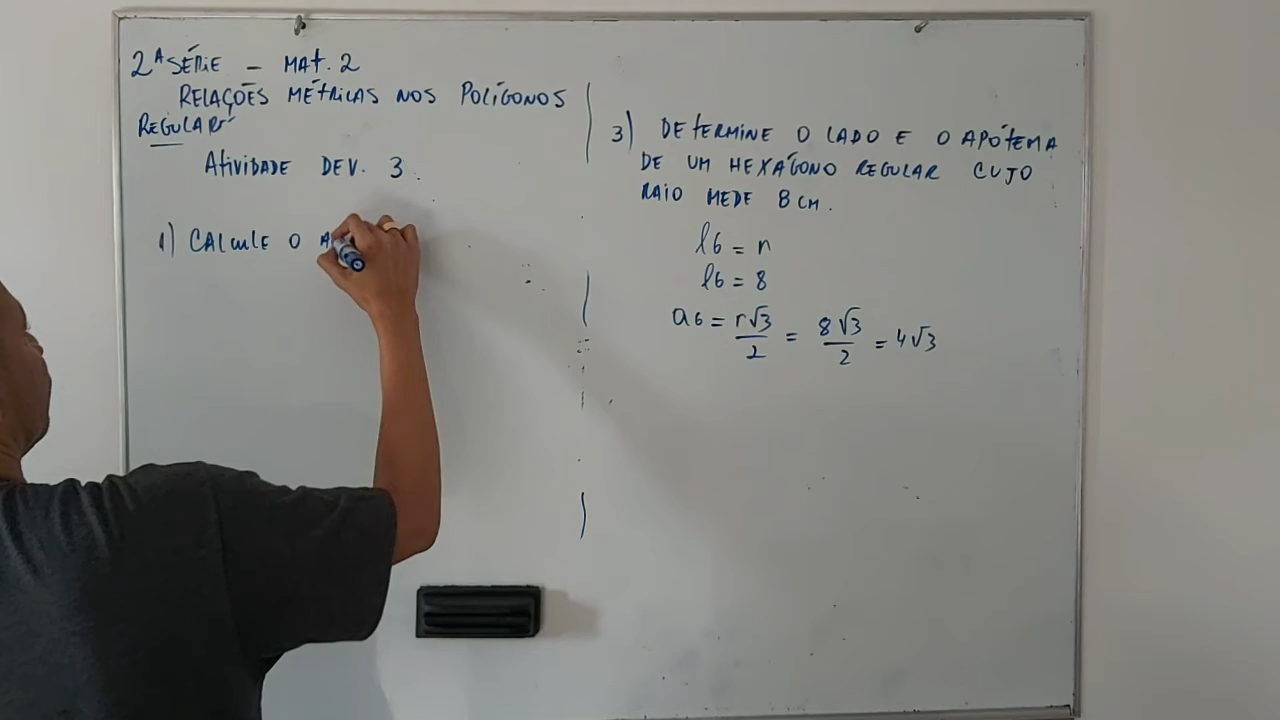 2ª SÉRIE - MAT. 2
RELAÇÕES MÉTRICAS NOS POLÍGONOS
REGULAR
ATIVIDADE DEV. 3.
1) CALCULE O
3) DETERMINE O LADO E O APÓTEMA
DE UM HEXÁGONO REGULAR CUJO
RAIO MEDE 8 CM.
l6 = r
l6 = 8
a6 = r√3/2 = 8√3/2 = 4√3